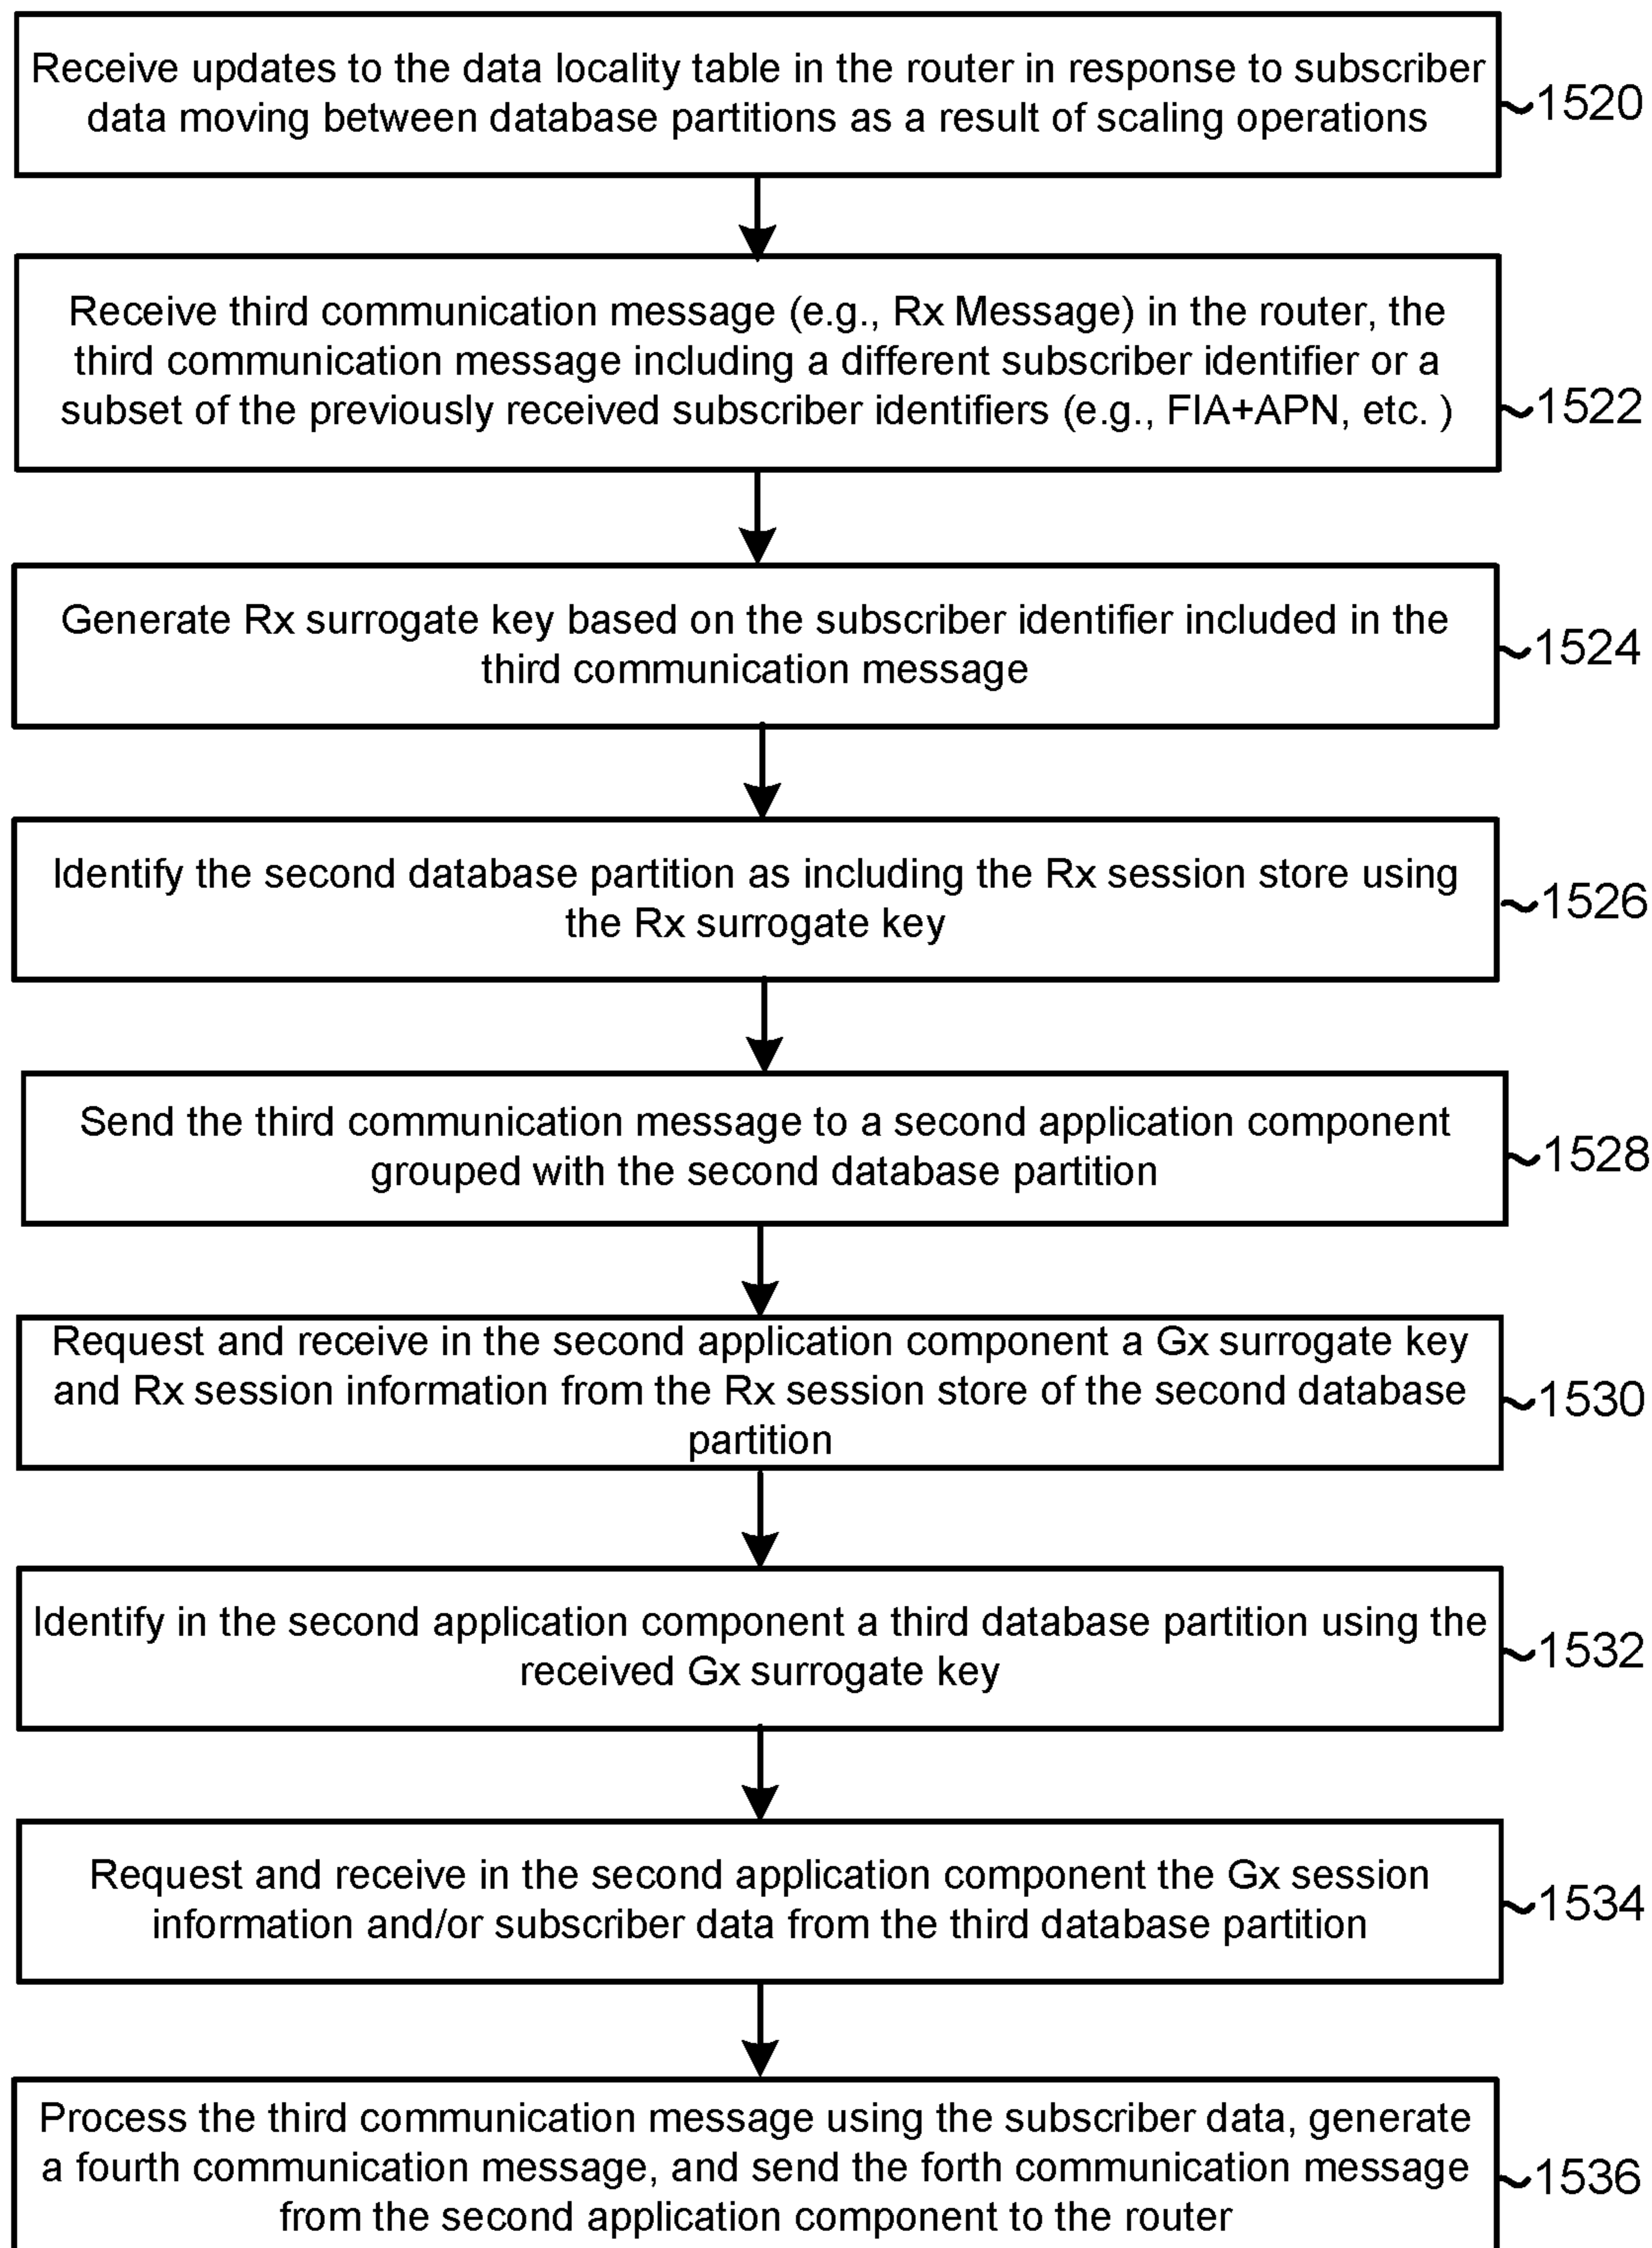 Receive updates to the data locality table in the router in response to subscriber
data moving between database partitions as a result of scaling operations
1520
Receive third communication message (e.g., Rx Message) in the router, the
third communication message including a different subscriber identifier or a
subset of the previously received subscriber identifiers (e.g., FIA+APN, etc. )
1522
Generate Rx surrogate key based on the subscriber identifier included in the
third communication message
1524
Identify the second database partition as including the Rx session store using
the Rx surrogate key
1526
Send the third communication message to a second application component
grouped with the second database partition
1528
Request and receive in the second application component a Gx surrogate key
and Rx session information from the Rx session store of the second database
partition
1530
Identify in the second application component a third database partition using the
received Gx surrogate key
1532
Request and receive in the second application component the Gx session
information and/or subscriber data from the third database partition
1534
Process the third communication message using the subscriber data, generate
a fourth communication message, and send the forth communication message
from the second application component to the router
1536